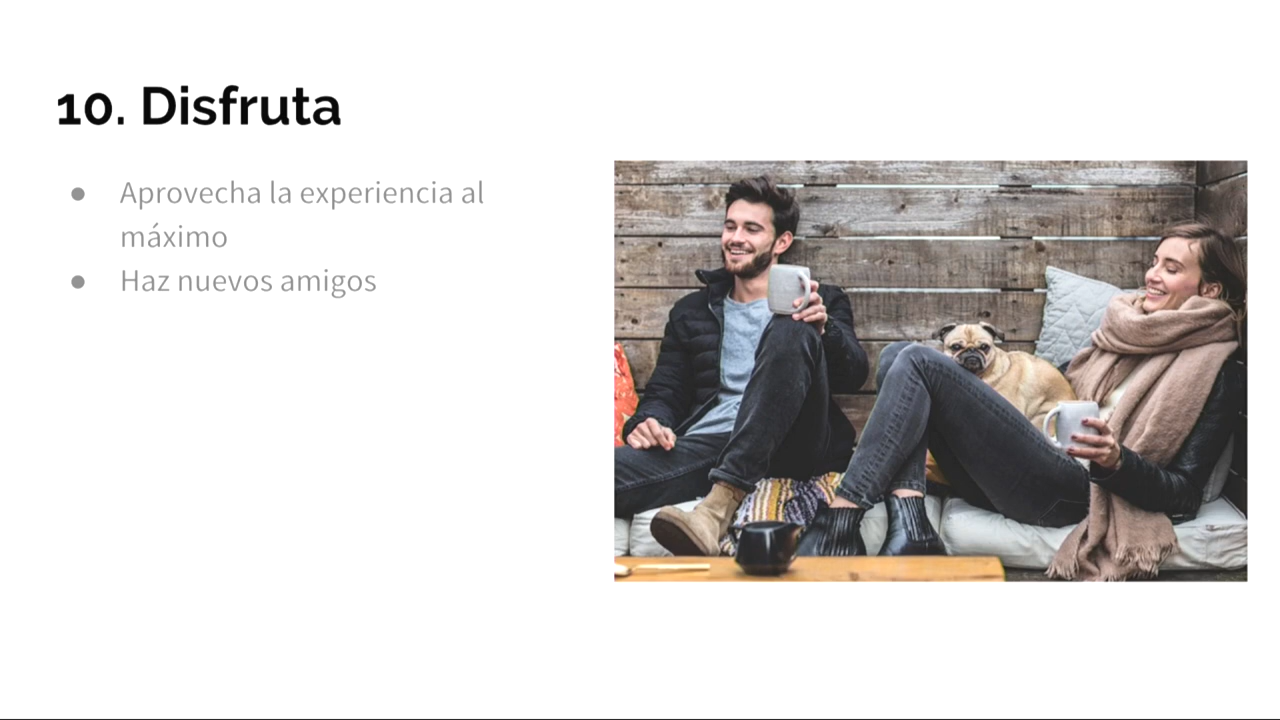 10. Disfruta
● Aprovecha la experiencia al
máximo
● Haz nuevos amigos